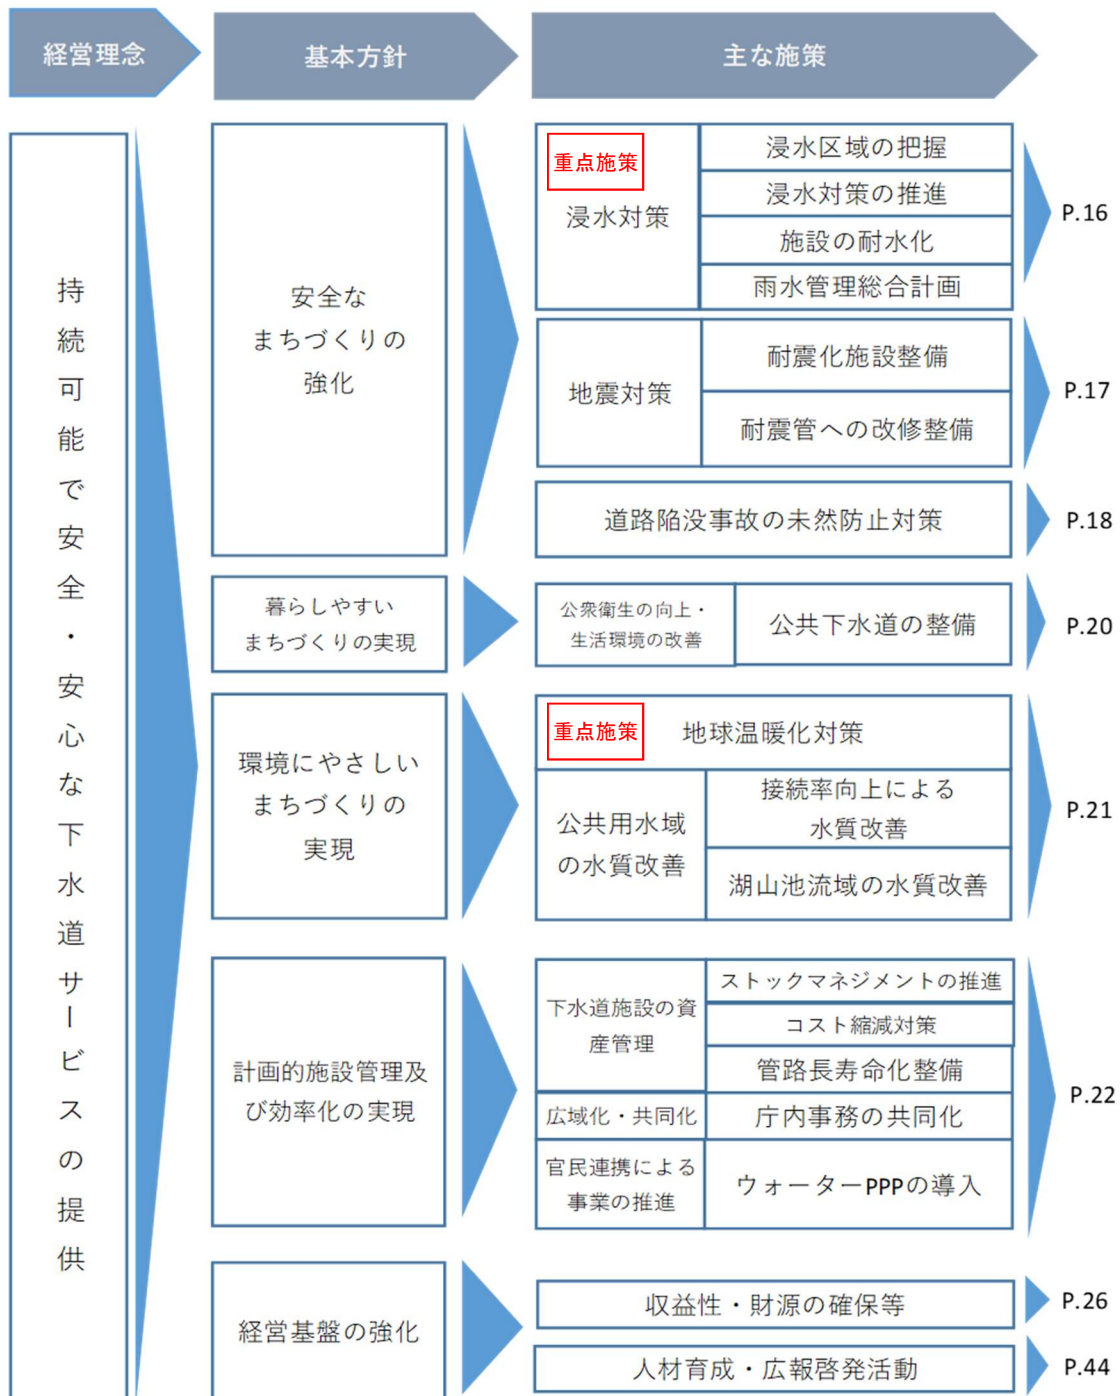 経営理念
基本方針
主な施策
持続可能で安全・安心な下水道サービスの提供
安全な
まちづくりの
強化
重点施策
浸水対策
浸水区域の把握
浸水対策の推進
施設の耐水化
雨水管理総合計画
P.16
地震対策
耐震化施設整備
耐震管への改修整備
P.17
道路陥没事故の未然防止対策
P.18
暮らしやすい
まちづくりの実現
公衆衛生の向上・
生活環境の改善
公共下水道の整備
P.20
環境にやさしい
まちづくりの
実現
重点施策
地球温暖化対策
公共用水域
の水質改善
接続率向上による
水質改善
湖山池流域の水質改善
P.21
計画的施設管理及
び効率化の実現
下水道施設の資
産管理
ストックマネジメントの推進
コスト縮減対策
管路長寿命化整備
広域化・共同化
庁内事務の共同化
官民連携による
事業の推進
ウォーターPPPの導入
P.22
経営基盤の強化
収益性・財源の確保等
P.26
人材育成・広報啓発活動
P.44